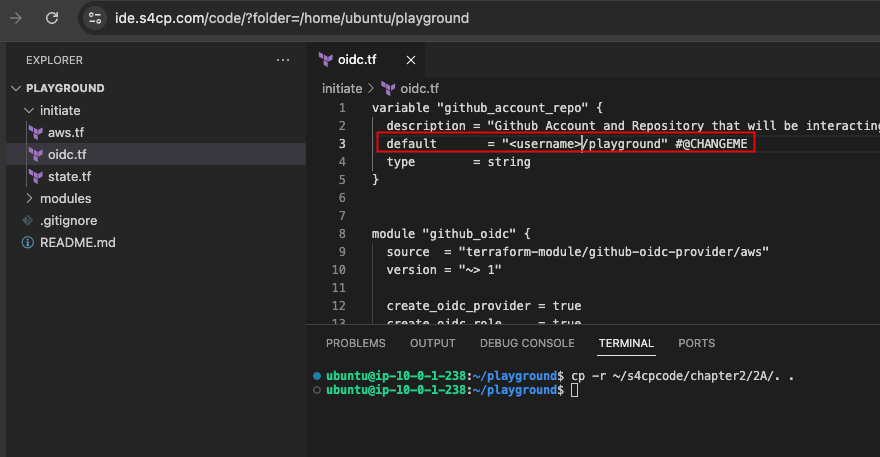 ide.s4cp.com/code/?folder=/home/ubuntu/playground
EXPLORER
...
PLAYGROUND
initiate
aws.tf
oidc.tf
state.tf
modules
.gitignore
README.md
oidc.tf
initiate > oidc.tf
1 variable "github_account_repo" {
2 description = "Github Account and Repository that will be interacting
3 default = "<username>/playground" #@CHANGEME
4 type = string
5 }
6
7
8 module "github_oidc" {
9 source = "terraform-module/github-oidc-provider/aws"
10 version = "~> 1"
11
12 create_oidc_provider = true
13 create_oidc_role = true
PROBLEMS OUTPUT DEBUG CONSOLE TERMINAL PORTS
ubuntu@ip-10-0-1-238:~/playground$ cp -r ~/s4cpcode/chapter2/2A/. .
ubuntu@ip-10-0-1-238:~/playground$